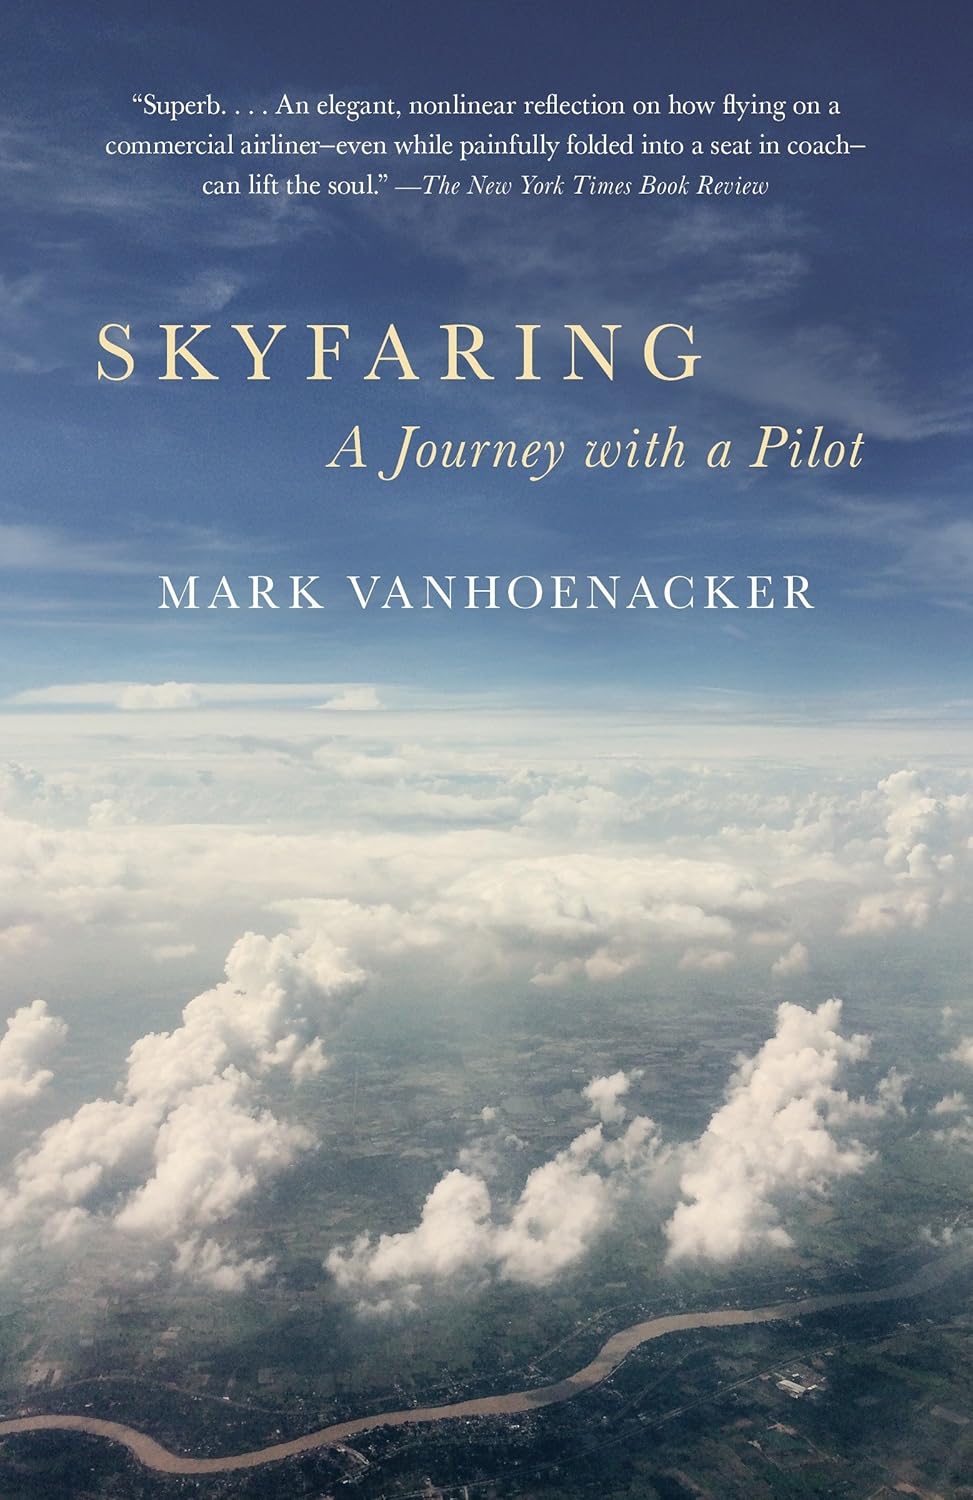 “Superb. . . . An elegant, nonlinear reflection on how flying on a
commercial airliner—even while painfully folded into a seat in coach—
can lift the soul.” —The New York Times Book Review
SKYFARING
A Journey with a Pilot
MARK VANHOENACKER